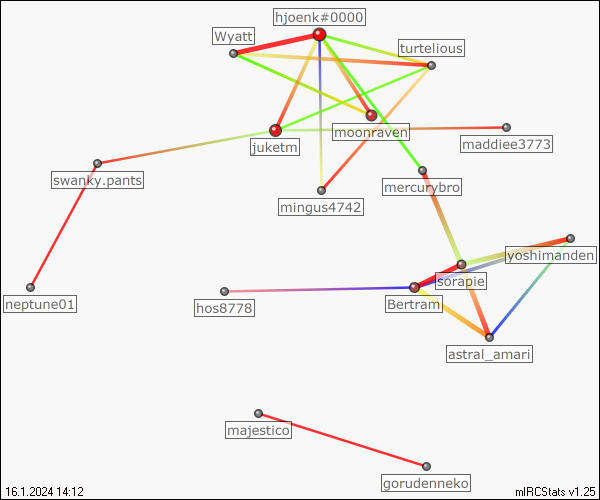 hjoenk#0000
Wyatt
turtelious
moonraven
maddiee3773
juketm
swanky.pants
mercurybro
mingus4742
yoshimanden
sorapie
neptune01
hos8778
Bertram
astral_amari
majestico
gorudenneko
16.1.2024 14:12
mIRCStats v1.25